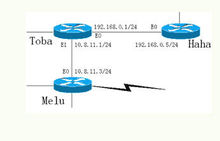 192.168.0.1/24 E0
Toba E0 Haha
E1 10.8.11.1/24 192.168.0.5/24
E0 10.8.11.3/24
Melu